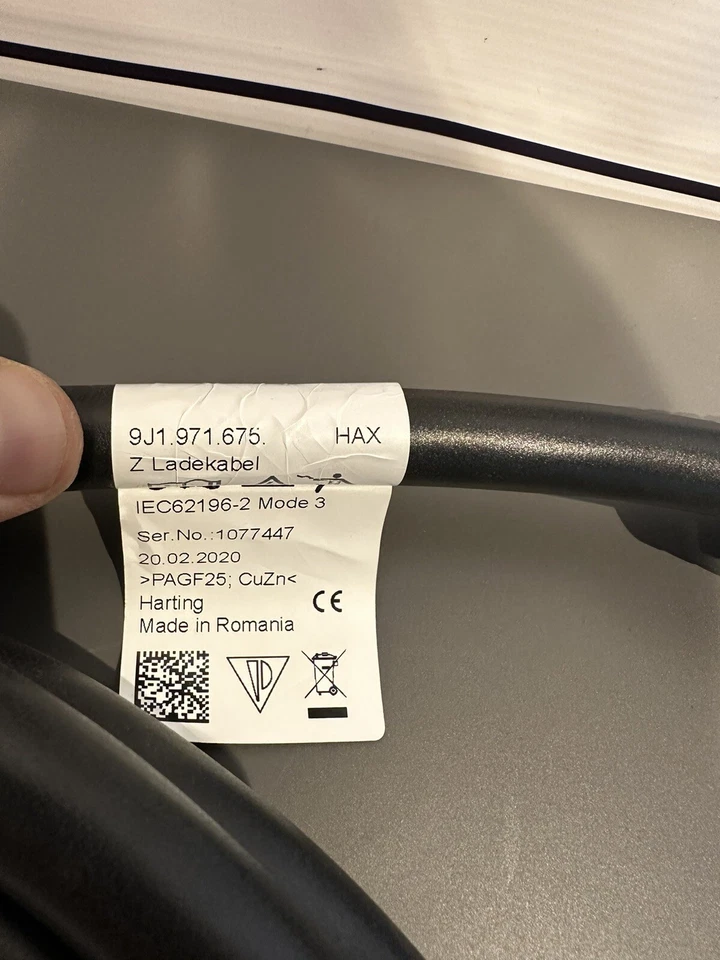 9J1.971.675. HAX
Z Ladekabel
IEC62196-2 Mode 3
Ser.No.:1077447
20.02.2020
>PAGF25; CuZn<
Harting CE
Made in Romania